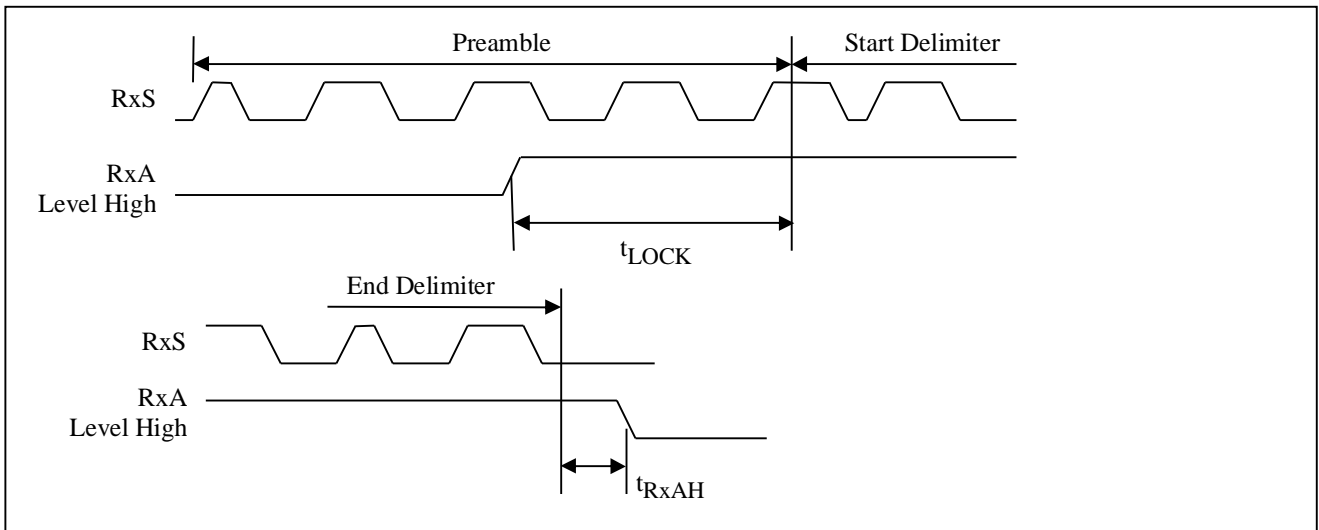 Preamble
Start Delimiter
RxS
RxA
Level High
tLOCK
End Delimiter
RxS
RxA
Level High
tRxAH